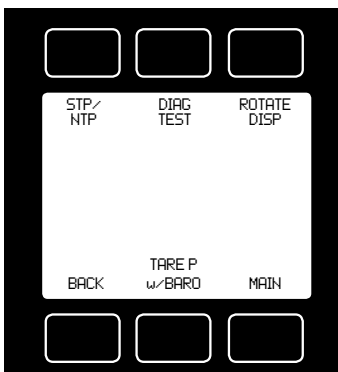 STP/ DIAG ROTATE
NTP TEST DISP
TARE P
BACK w/BARO MAIN